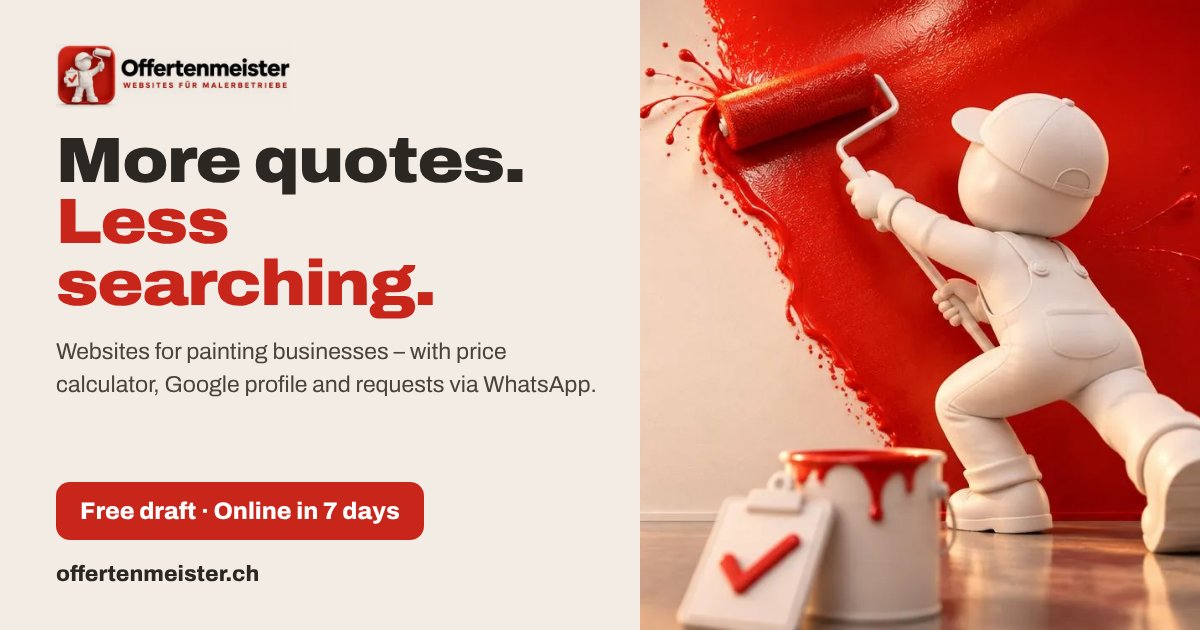 Offertenmeister
WEBSITES FÜR MALERBETRIEBE
More quotes.
Less
searching.
Websites for painting businesses – with price
calculator, Google profile and requests via WhatsApp.
Free draft · Online in 7 days
offertenmeister.ch